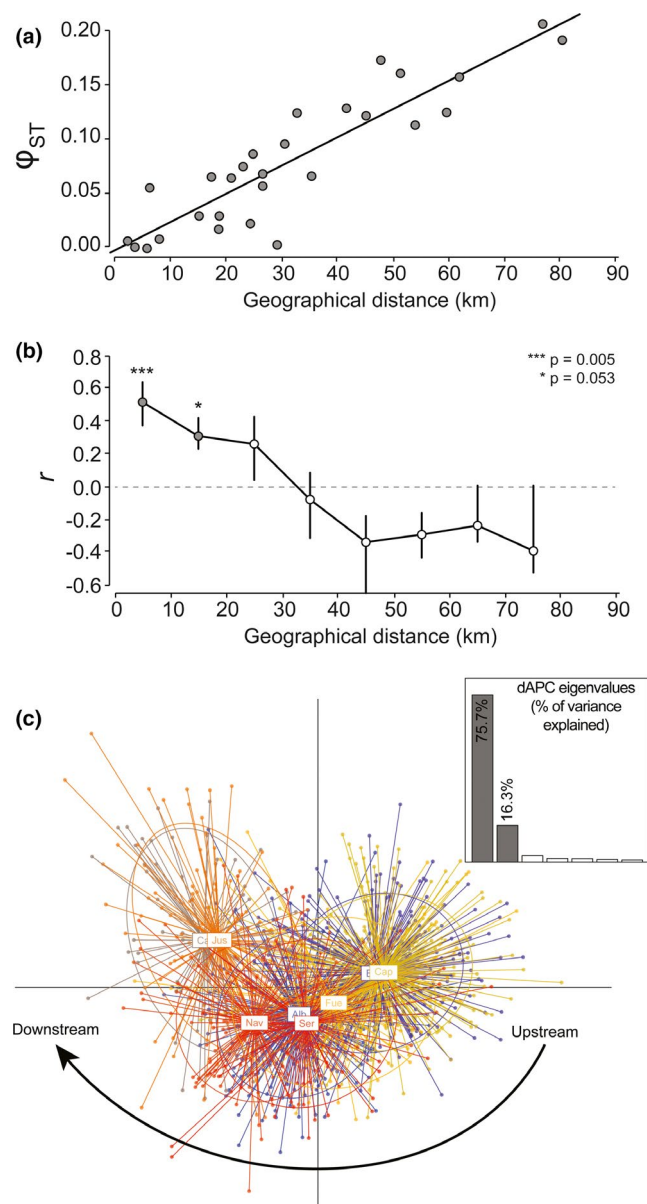 (a)
0.20
0.15
0.10
0.05
0.00
φST
0 10 20 30 40 50 60 70 80 90
Geographical distance (km)
(b)
0.8
0.6
0.4
0.2
0.0
-0.2
-0.4
-0.6
r
***
*
*** p = 0.005
* p = 0.053
0 10 20 30 40 50 60 70 80 90
Geographical distance (km)
(c)
dAPC eigenvalues
(% of variance
explained)
75.7%
16.3%
Jus
Cap
Fue
Alb
Nav
Ser
Downstream
Upstream